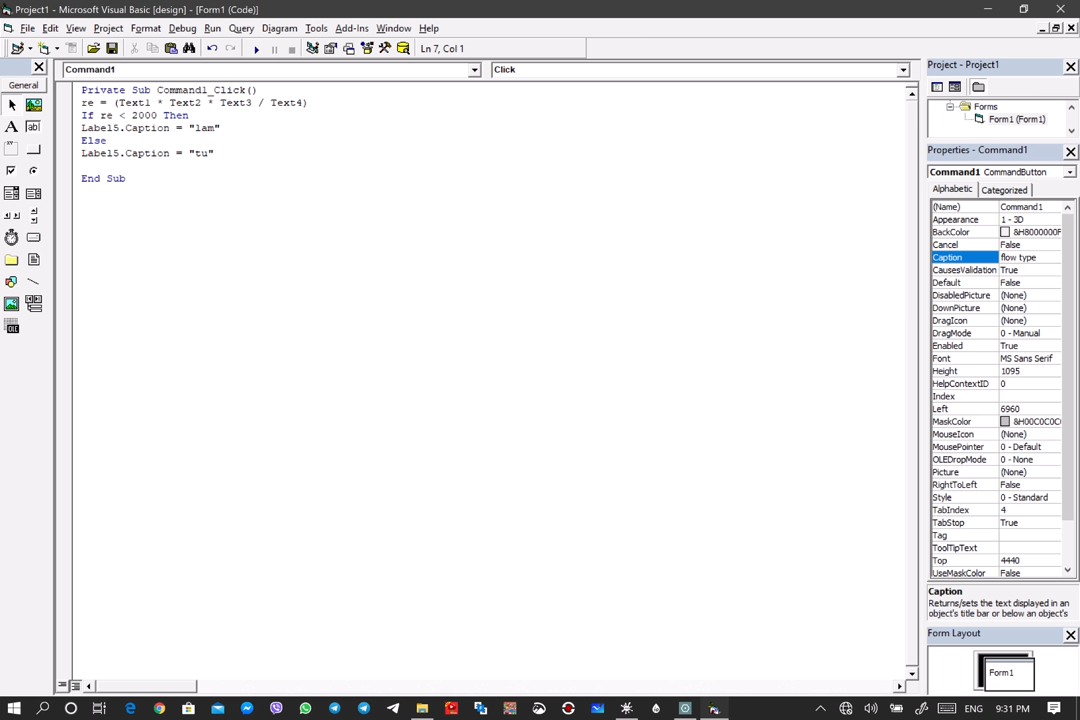 Project1 - Microsoft Visual Basic [design] - [Form1 (Code)]
File Edit View Project Format Debug Run Query Diagram Tools Add-Ins Window Help
Ln 7, Col 1
General
Command1
Click
Private Sub Command1_Click()
re = (Text1 * Text2 * Text3 / Text4)
If re < 2000 Then
Label5.Caption = "lam"
Else
Label5.Caption = "tu"
End Sub
Project - Project1
Forms
Form1 (Form1)
Properties - Command1
Command1 CommandButton
Alphabetic Categorized
(Name) Command1
Appearance 1 - 3D
BackColor &H8000000F
Cancel False
Caption flow type
CausesValidation True
Default False
DisabledPicture (None)
DownPicture (None)
DragIcon (None)
DragMode 0 - Manual
Enabled True
Font MS Sans Serif
Height 1095
HelpContextID 0
Index
Left 6960
MaskColor &H00C0C0C
MouseIcon (None)
MousePointer 0 - Default
OLEDropMode 0 - None
Picture (None)
RightToLeft False
Style 0 - Standard
TabIndex 4
TabStop True
Tag
ToolTipText
Top 4440
UseMaskColor False
Caption
Returns/sets the text displayed in an
object's title bar or below an object's
Form Layout
Form1
ENG 9:31 PM